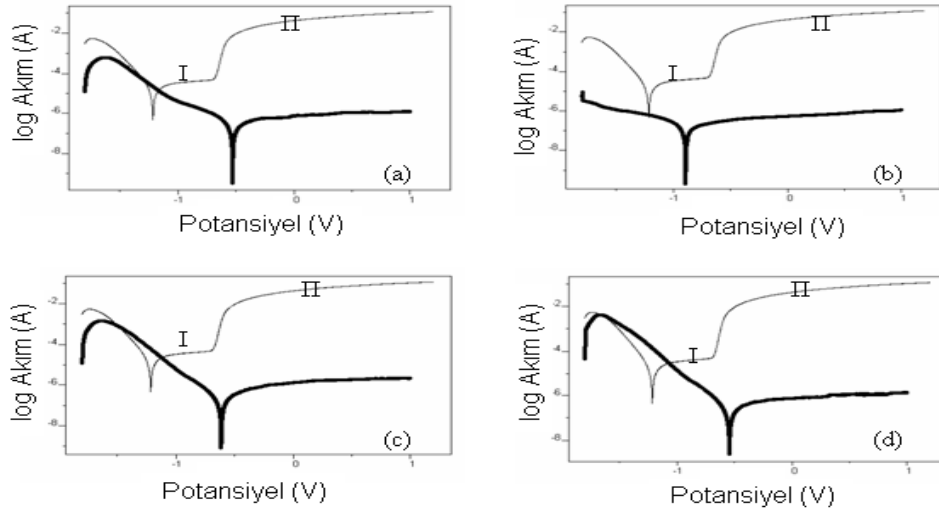 log Akım (A)
-2
-4
-6
-8
I
II
(a)
-1
0
1
Potansiyel (V)
log Akım (A)
-2
-4
-6
-8
I
II
(b)
-1
0
1
Potansiyel (V)
log Akım (A)
-2
-4
-6
-8
I
II
(c)
-1
0
1
Potansiyel (V)
log Akım (A)
-2
-4
-6
-8
I
II
(d)
-1
0
1
Potansiyel (V)